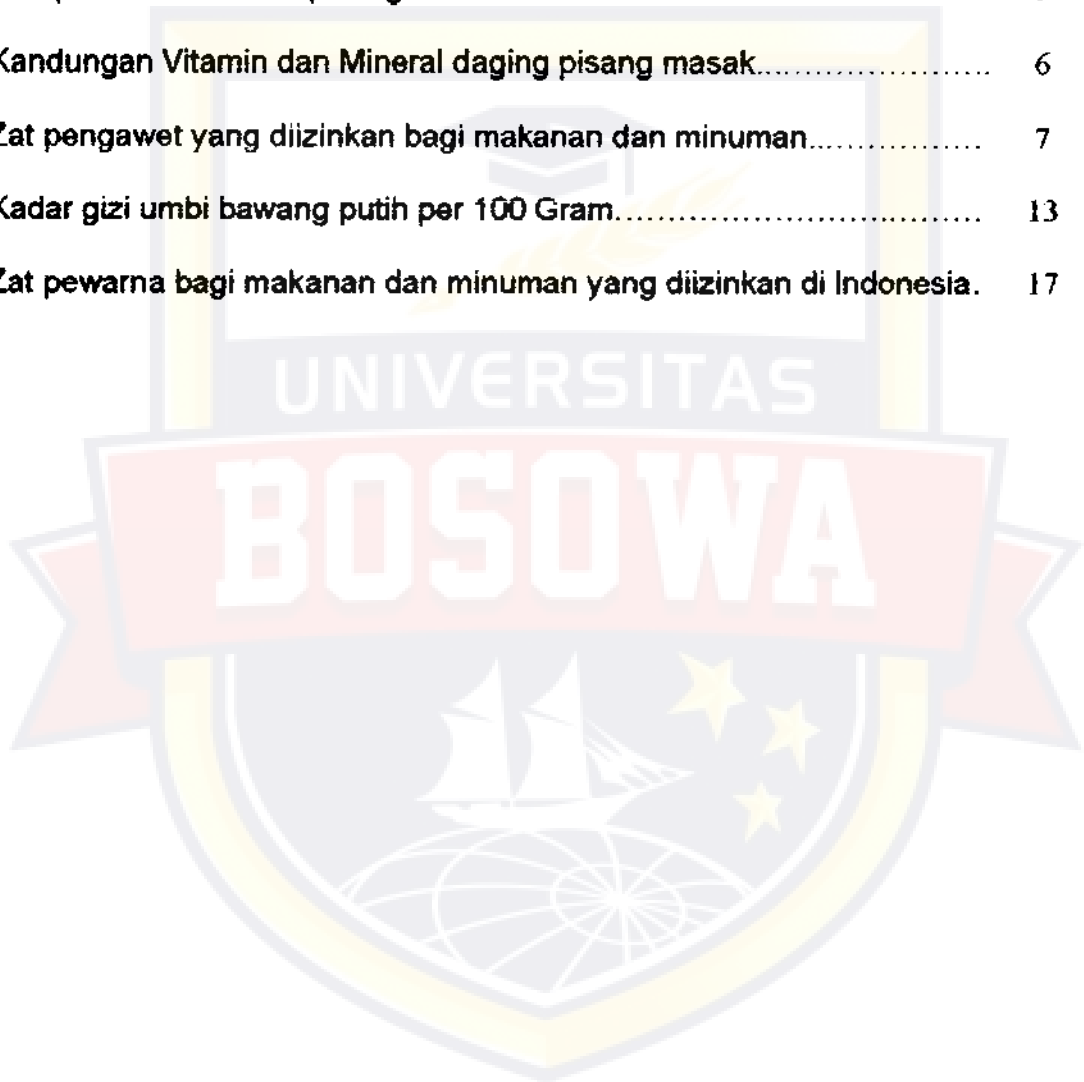 Kandungan Vitamin dan Mineral daging pisang masak...................... 6
Zat pengawet yang diizinkan bagi makanan dan minuman................ 7
Kadar gizi umbi bawang putih per 100 Gram.................................. 13
Zat pewarna bagi makanan dan minuman yang diizinkan di Indonesia. 17
UNIVERSITAS
BOSOWA